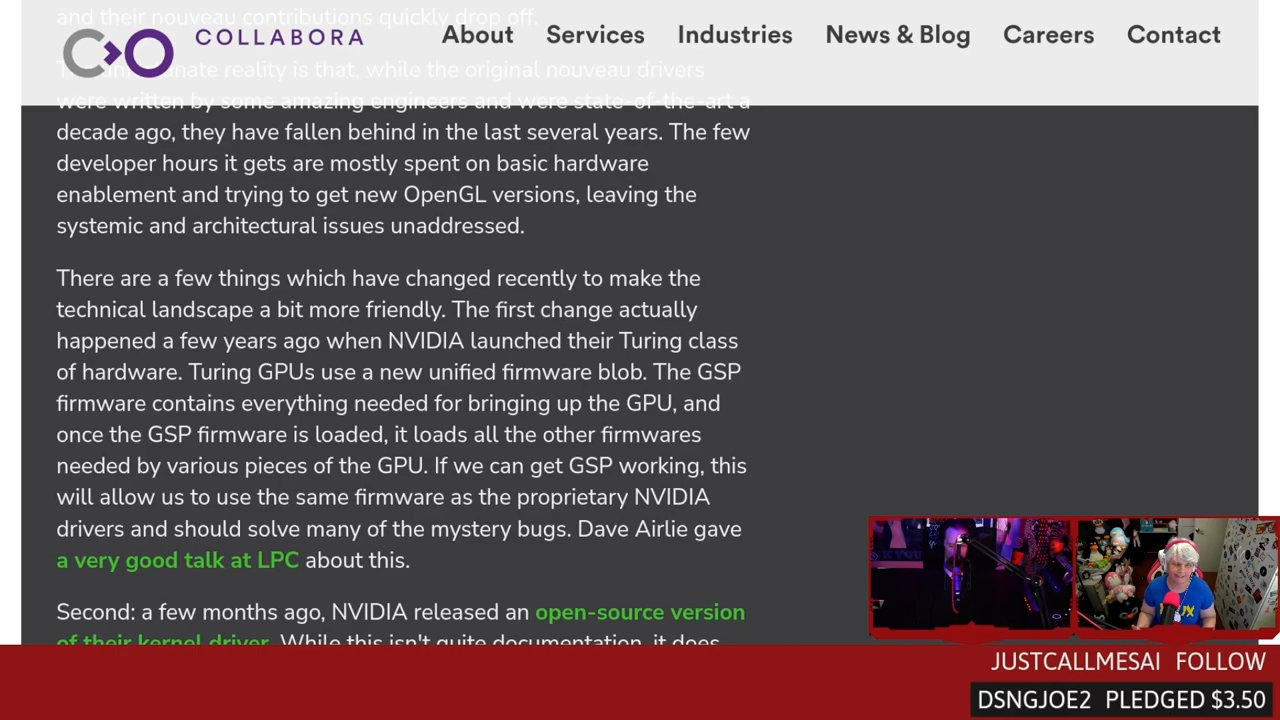 and their nouveau contributions quickly drop off.
COLLABORA
About Services Industries News & Blog Careers Contact
The unfortunate reality is that, while the original nouveau drivers
were written by some amazing engineers and were state-of-the-art a
decade ago, they have fallen behind in the last several years. The few
developer hours it gets are mostly spent on basic hardware
enablement and trying to get new OpenGL versions, leaving the
systemic and architectural issues unaddressed.
There are a few things which have changed recently to make the
technical landscape a bit more friendly. The first change actually
happened a few years ago when NVIDIA launched their Turing class
of hardware. Turing GPUs use a new unified firmware blob. The GSP
firmware contains everything needed for bringing up the GPU, and
once the GSP firmware is loaded, it loads all the other firmwares
needed by various pieces of the GPU. If we can get GSP working, this
will allow us to use the same firmware as the proprietary NVIDIA
drivers and should solve many of the mystery bugs. Dave Airlie gave
a very good talk at LPC about this.
Second: a few months ago, NVIDIA released an open-source version
of their kernel driver. While this isn't quite documentation, it does
JUSTCALLMESAI FOLLOW
DSNGJOE2 PLEDGED $3.50